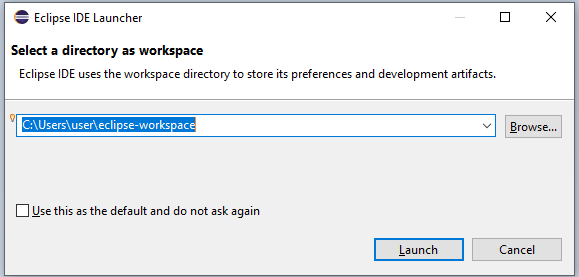 Eclipse IDE Launcher
Select a directory as workspace
Eclipse IDE uses the workspace directory to store its preferences and development artifacts.
C:\Users\user\eclipse-workspace
Browse...
Use this as the default and do not ask again
Launch
Cancel